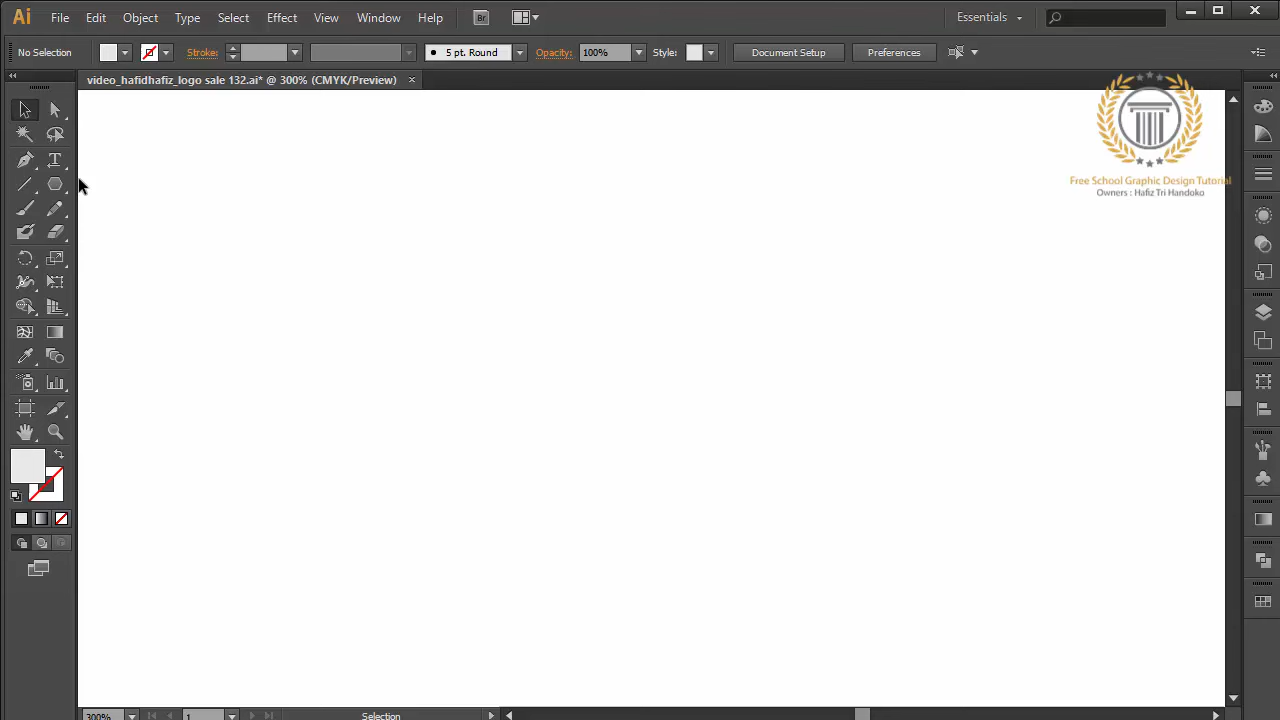 Ai File Edit Object Type Select Effect View Window Help Br Essentials
No Selection Stroke: 5 pt. Round Opacity: 100% Style: Document Setup Preferences
video_hafidhafiz_logo sale 132.ai* @ 300% (CMYK/Preview)
Free School Graphic Design Tutorial
Owners : Hafiz Tri Handoko
300% 1 Selection